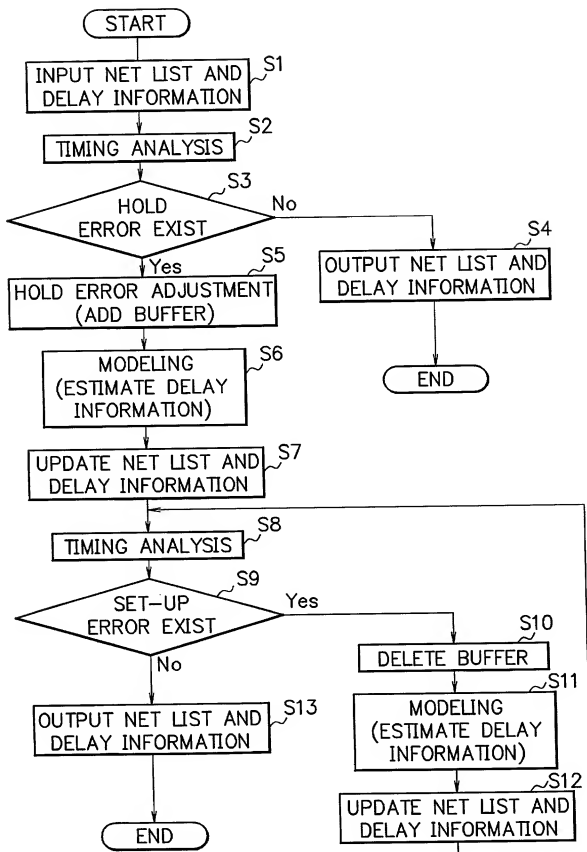 START
S1
INPUT NET LIST AND
DELAY INFORMATION
S2
TIMING ANALYSIS
S3
HOLD
ERROR EXIST
No
Yes
S4
OUTPUT NET LIST AND
DELAY INFORMATION
END
S5
HOLD ERROR ADJUSTMENT
(ADD BUFFER)
S6
MODELING
(ESTIMATE DELAY
INFORMATION)
S7
UPDATE NET LIST AND
DELAY INFORMATION
S8
TIMING ANALYSIS
S9
SET-UP
ERROR EXIST
Yes
No
S10
DELETE BUFFER
S11
MODELING
(ESTIMATE DELAY
INFORMATION)
S12
UPDATE NET LIST AND
DELAY INFORMATION
S13
OUTPUT NET LIST AND
DELAY INFORMATION
END